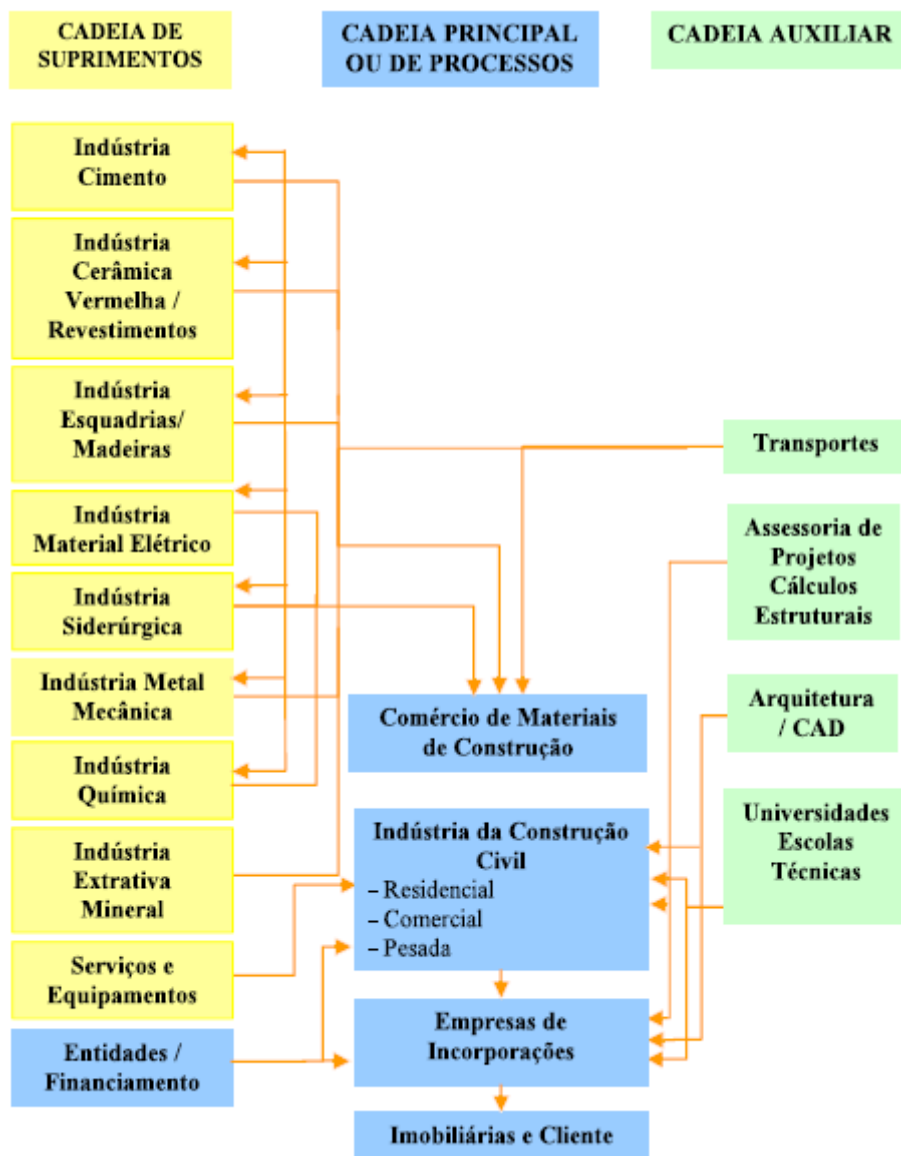 CADEIA DE
SUPRIMENTOS
CADEIA PRINCIPAL
OU DE PROCESSOS
CADEIA AUXILIAR
Indústria
Cimento
Indústria
Cerâmica
Vermelha /
Revestimentos
Indústria
Esquadrias/
Madeiras
Indústria
Material Elétrico
Indústria
Siderúrgica
Indústria Metal
Mecânica
Indústria
Química
Indústria
Extrativa
Mineral
Serviços e
Equipamentos
Entidades /
Financiamento
Comércio de Materiais
de Construção
Indústria da Construção
Civil
– Residencial
– Comercial
– Pesada
Empresas de
Incorporações
Imobiliárias e Cliente
Transportes
Assessoria de
Projetos
Cálculos
Estruturais
Arquitetura
/ CAD
Universidades
Escolas
Técnicas